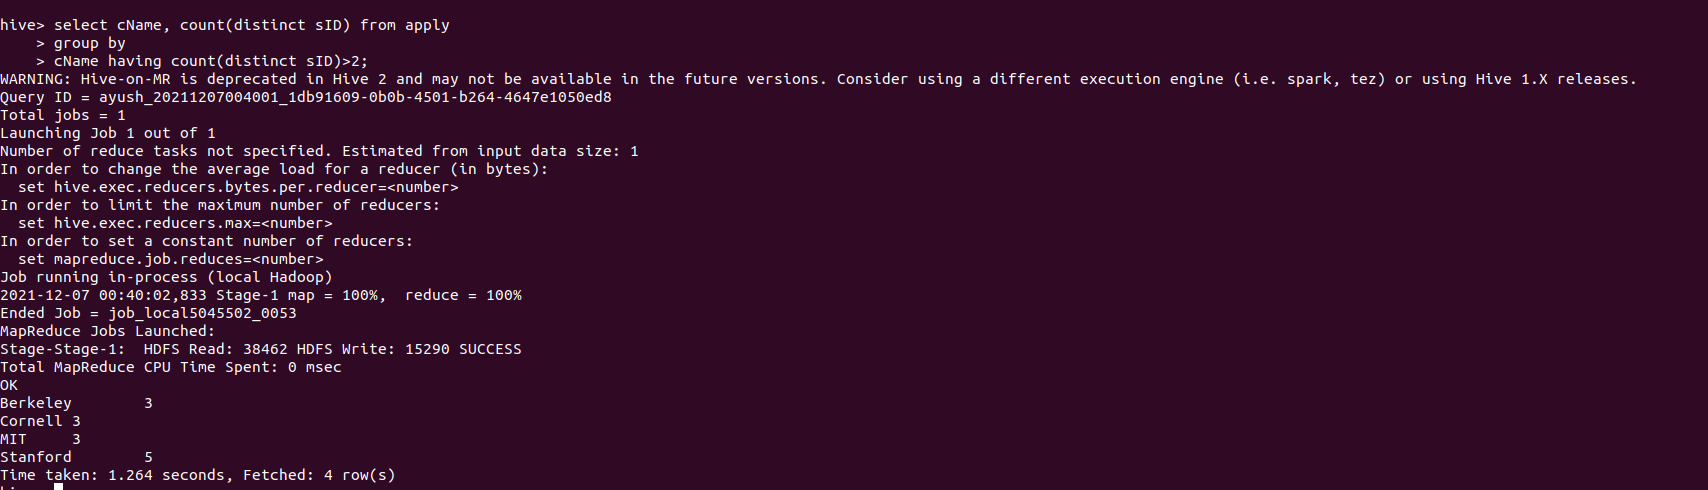 hive> select cName, count(distinct sID) from apply
    > group by
    > cName having count(distinct sID)>2;
WARNING: Hive-on-MR is deprecated in Hive 2 and may not be available in the future versions. Consider using a different execution engine (i.e. spark, tez) or using Hive 1.X releases.
Query ID = ayush_20211207004001_1db91609-0b0b-4501-b264-4647e1050ed8
Total jobs = 1
Launching Job 1 out of 1
Number of reduce tasks not specified. Estimated from input data size: 1
In order to change the average load for a reducer (in bytes):
  set hive.exec.reducers.bytes.per.reducer=<number>
In order to limit the maximum number of reducers:
  set hive.exec.reducers.max=<number>
In order to set a constant number of reducers:
  set mapreduce.job.reduces=<number>
Job running in-process (local Hadoop)
2021-12-07 00:40:02,833 Stage-1 map = 100%,  reduce = 100%
Ended Job = job_local5045502_0053
MapReduce Jobs Launched:
Stage-Stage-1:  HDFS Read: 38462 HDFS Write: 15290 SUCCESS
Total MapReduce CPU Time Spent: 0 msec
OK
Berkeley        3
Cornell 3
MIT     3
Stanford        5
Time taken: 1.264 seconds, Fetched: 4 row(s)